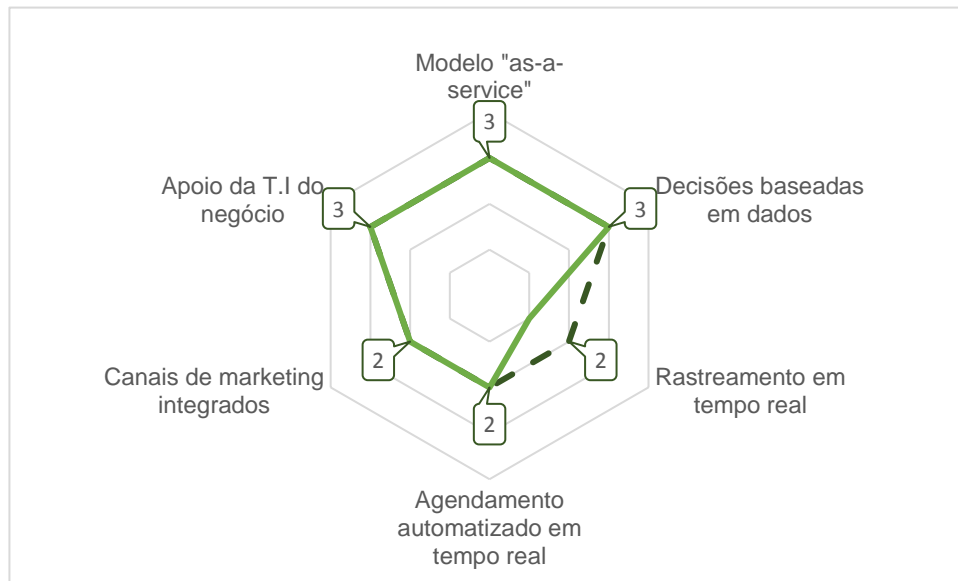 Modelo "as-a-
service"
3
Apoio da T.I do
negócio
3
Decisões baseadas
em dados
3
Canais de marketing
integrados
2
Rastreamento em
tempo real
2
2
Agendamento
automatizado em
tempo real